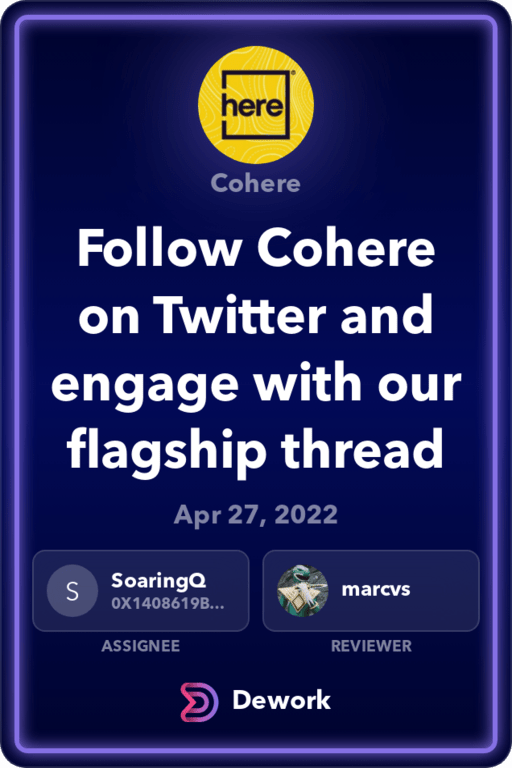 here
Cohere
Follow Cohere
on Twitter and
engage with our
flagship thread
Apr 27, 2022
S
SoaringQ
0X1408619B...
marcvs
ASSIGNEE
REVIEWER
Dework